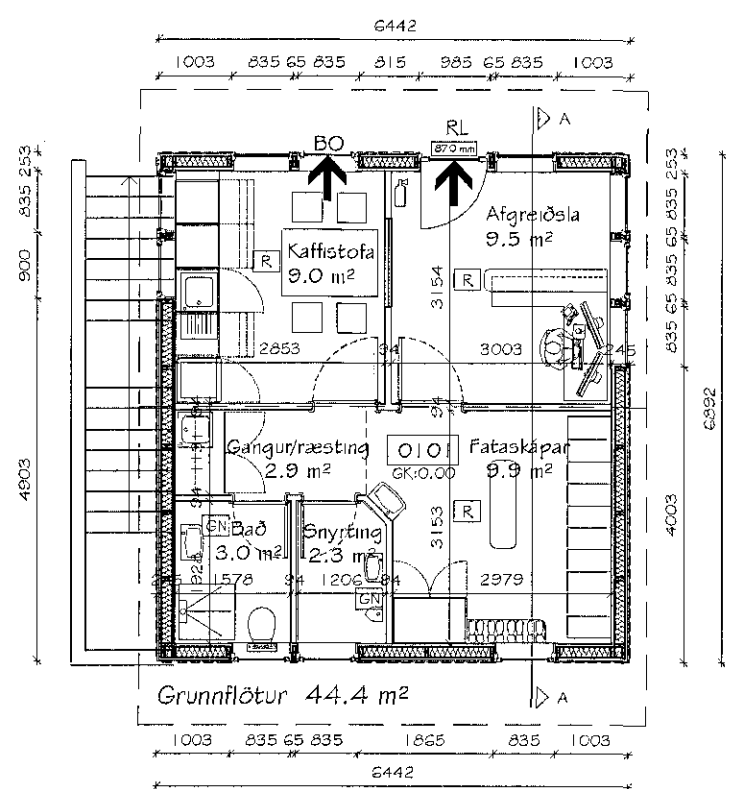 6442
1003 835 65 835 815 985 65 835 1003
A
BO
RL
870 mm
253
835
900
4903
253
835
65
835
65
835
4003
6892
Kaffistofa
9.0 m²
R
Afgreiðsla
9.5 m²
R
3154
2853 94 3003 245
94
94
Gangur/ræsting
2.9 m²
0101
GK:0.00
Fataskápar
9.9 m²
R
94
3153
GN
Bað
3.0 m²
Snyrting
2.3 m²
1928
1578 94 1206 84 2979
GN
Grunnflötur 44.4 m²
A
1003 835 65 835 1865 835 1003
6442